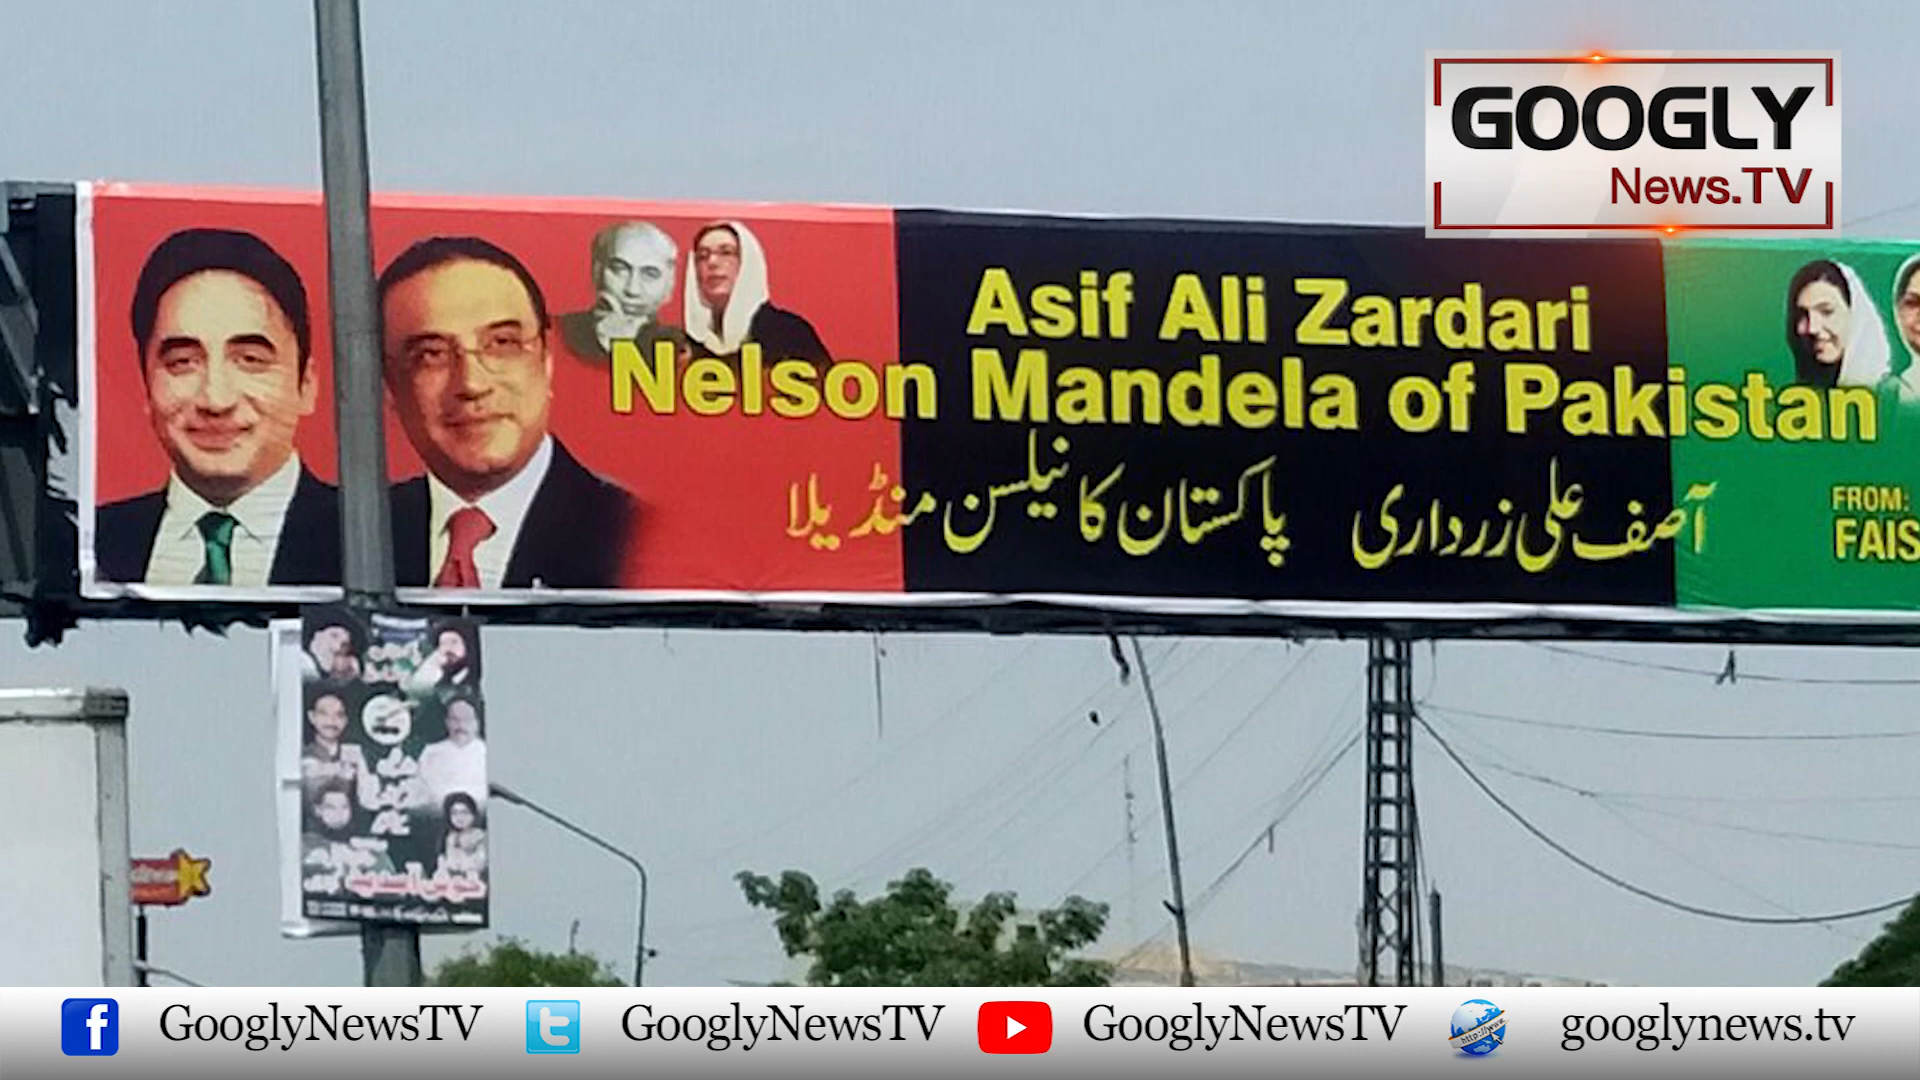 GOOGLY
News.TV
Asif Ali Zardari
Nelson Mandela of Pakistan
آصف علی زرداری پاکستان کا نیلسن منڈیلا
FROM:
FAIS
GooglyNewsTV
GooglyNewsTV
GooglyNewsTV
googlynews.tv